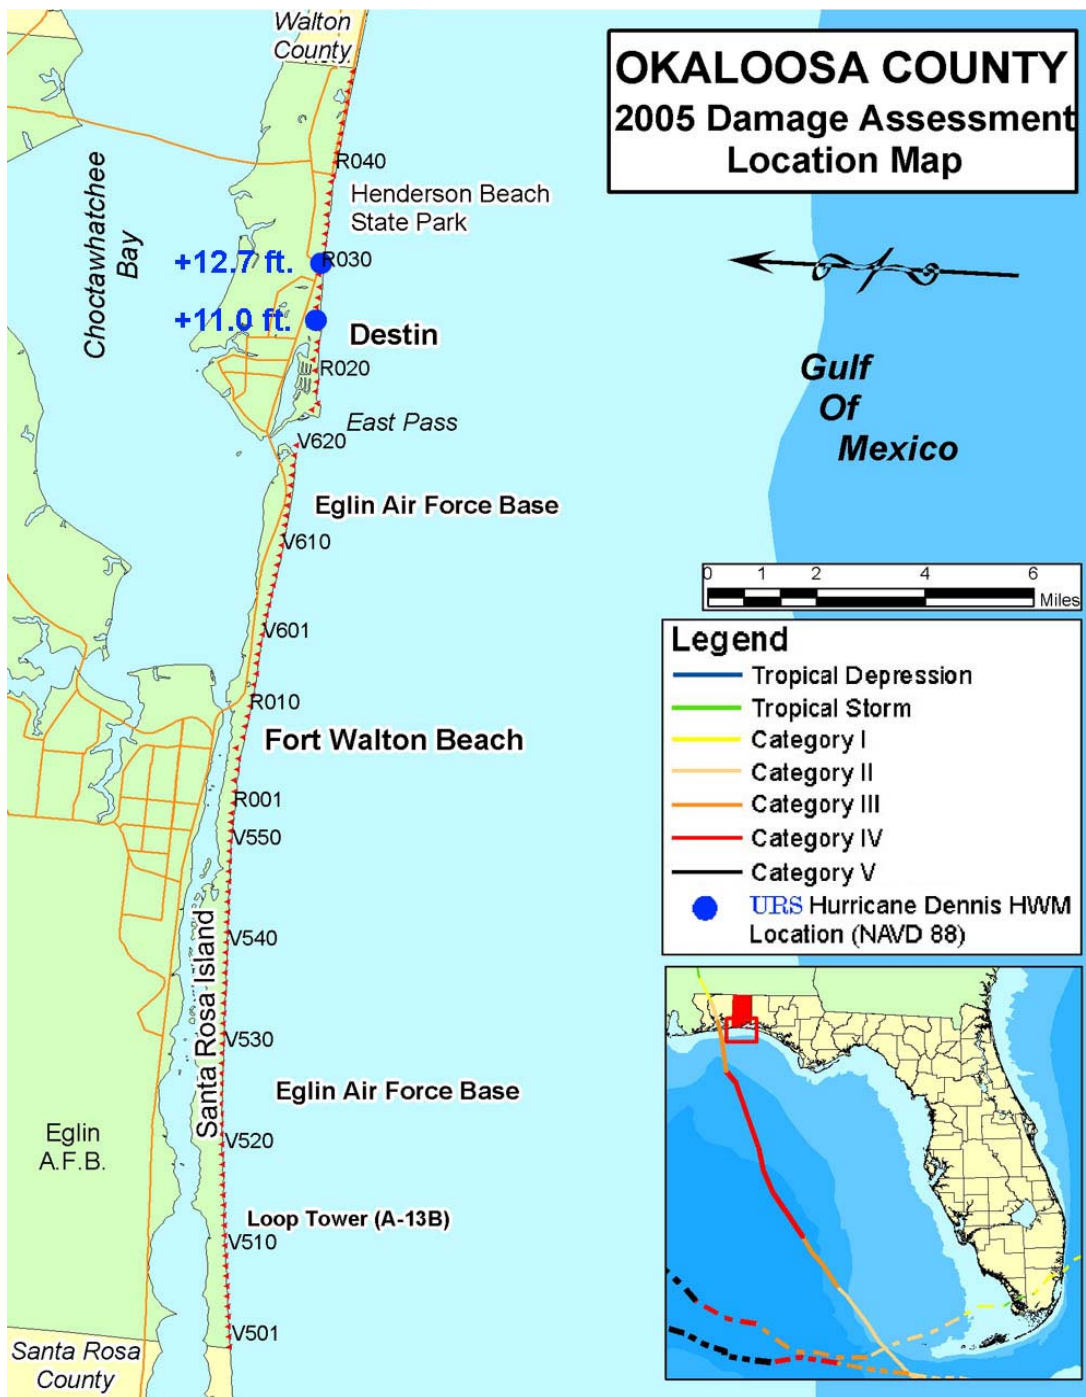 Walton
County
OKALOOSA COUNTY
2005 Damage Assessment
Location Map
R040
Henderson Beach
State Park
Choctawhatchee
Bay
+12.7 ft.
R030
+11.0 ft.
Destin
R020
East Pass
V620
Gulf
Of
Mexico
Eglin Air Force Base
V610
0 1 2 4 6
Miles
V601
R010
Fort Walton Beach
R001
V550
Legend
Tropical Depression
Tropical Storm
Category I
Category II
Category III
Category IV
Category V
URS Hurricane Dennis HWM
Location (NAVD 88)
Santa Rosa Island
V540
V530
Eglin Air Force Base
V520
Eglin
A.F.B.
Loop Tower (A-13B)
V510
V501
Santa Rosa
County